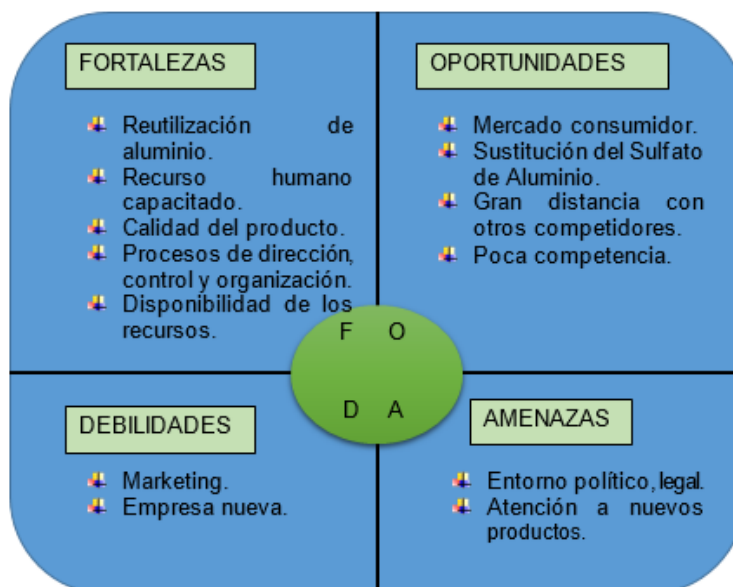 FORTALEZAS
Reutilización de
aluminio.
Recurso humano
capacitado.
Calidad del producto.
Procesos de dirección,
control y organización.
Disponibilidad de los
recursos.
OPORTUNIDADES
Mercado consumidor.
Sustitución del Sulfato
de Aluminio.
Gran distancia con
otros competidores.
Poca competencia.
F O
D A
DEBILIDADES
Marketing.
Empresa nueva.
AMENAZAS
Entorno político, legal.
Atención a nuevos
productos.